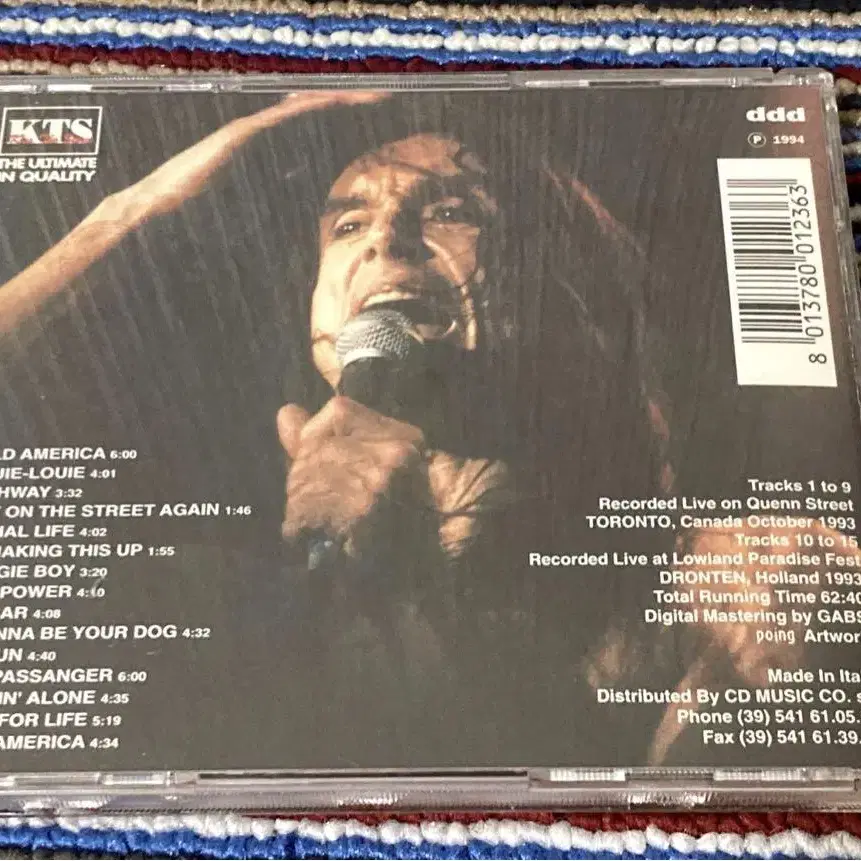 KTS
THE ULTIMATE
IN QUALITY
ddd
Ⓟ 1994
8 013780 012363
LD AMERICA 6:00
UIE-LOUIE 4:01
HWAY 3:32
ON THE STREET AGAIN 1:46
IAL LIFE 4:02
MAKING THIS UP 1:55
GIE BOY 3:20
POWER 4:10
AR 4:08
NNA BE YOUR DOG 4:32
UN 4:40
PASSANGER 6:00
IN' ALONE 4:35
FOR LIFE 5:19
AMERICA 4:34
Tracks 1 to 9
Recorded Live on Quenn Street
TORONTO, Canada October 1993
Tracks 10 to 15
Recorded Live at Lowland Paradise Fest
DRONTEN, Holland 1993
Total Running Time 62:40
Digital Mastering by GABS
poing Artwor
Made In Ita
Distributed By CD MUSIC CO. s
Phone (39) 541 61.05.
Fax (39) 541 61.39.